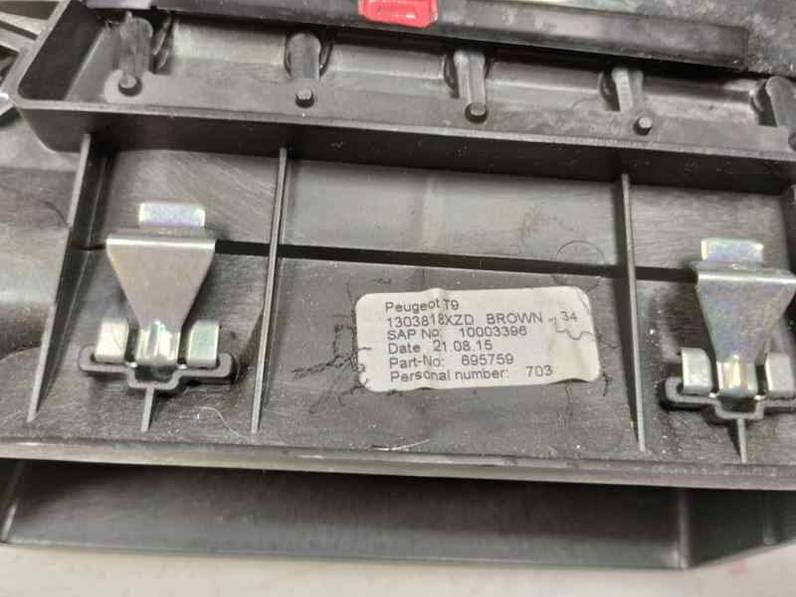 Peugeot T9
1303818XZD BROWN - 34
SAP No: 10003396
Date 21.08.15
Part-No: 695759
Personal number: 703